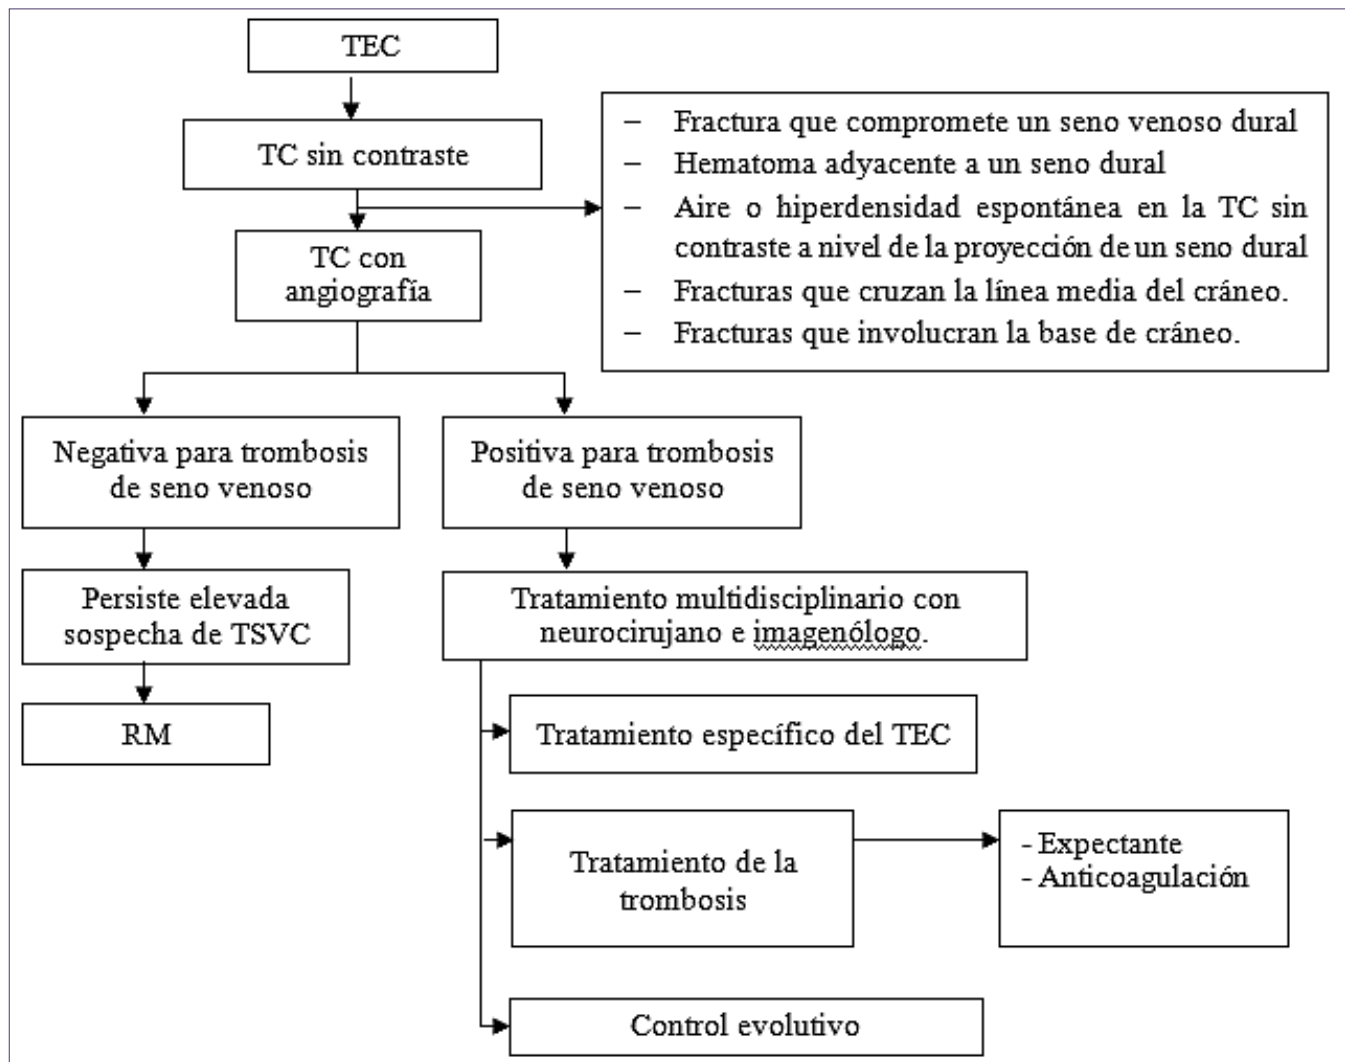 TEC
TC sin contraste
– Fractura que compromete un seno venoso dural
– Hematoma adyacente a un seno dural
– Aire o hiperdensidad espontánea en la TC sin
contraste a nivel de la proyección de un seno dural
– Fracturas que cruzan la línea media del cráneo.
– Fracturas que involucran la base de cráneo.
TC con
angiografía
Negativa para trombosis
de seno venoso
Positiva para trombosis
de seno venoso
Persiste elevada
sospecha de TSVC
Tratamiento multidisciplinario con
neurocirujano e imagenólogo.
RM
Tratamiento específico del TEC
Tratamiento de la
trombosis
- Expectante
- Anticoagulación
Control evolutivo